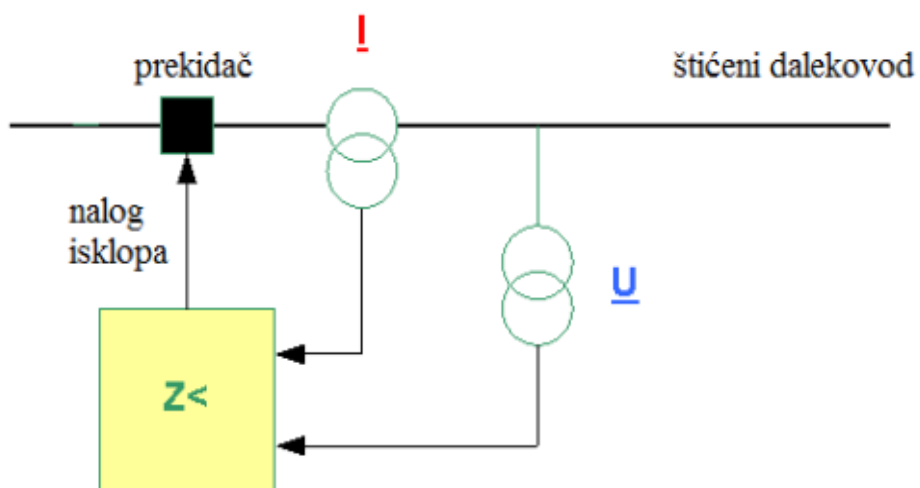 I
prekidač
štićeni dalekovod
nalog
isklopa
U
Z<